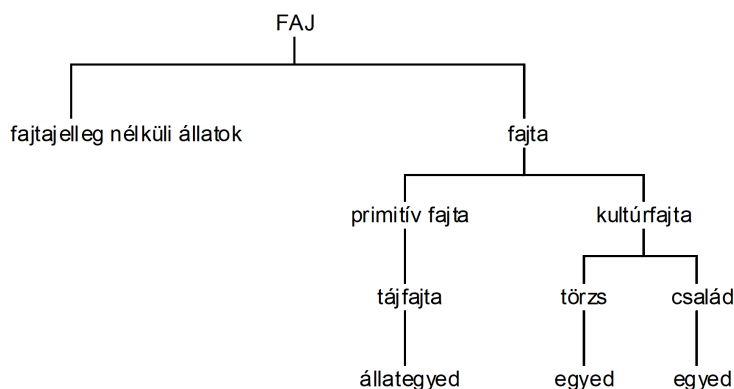 FAJ
fajtajelleg nélküli állatok
fajta
primitív fajta
kultúrfajta
tájfajta
törzs
család
állategyed
egyed
egyed